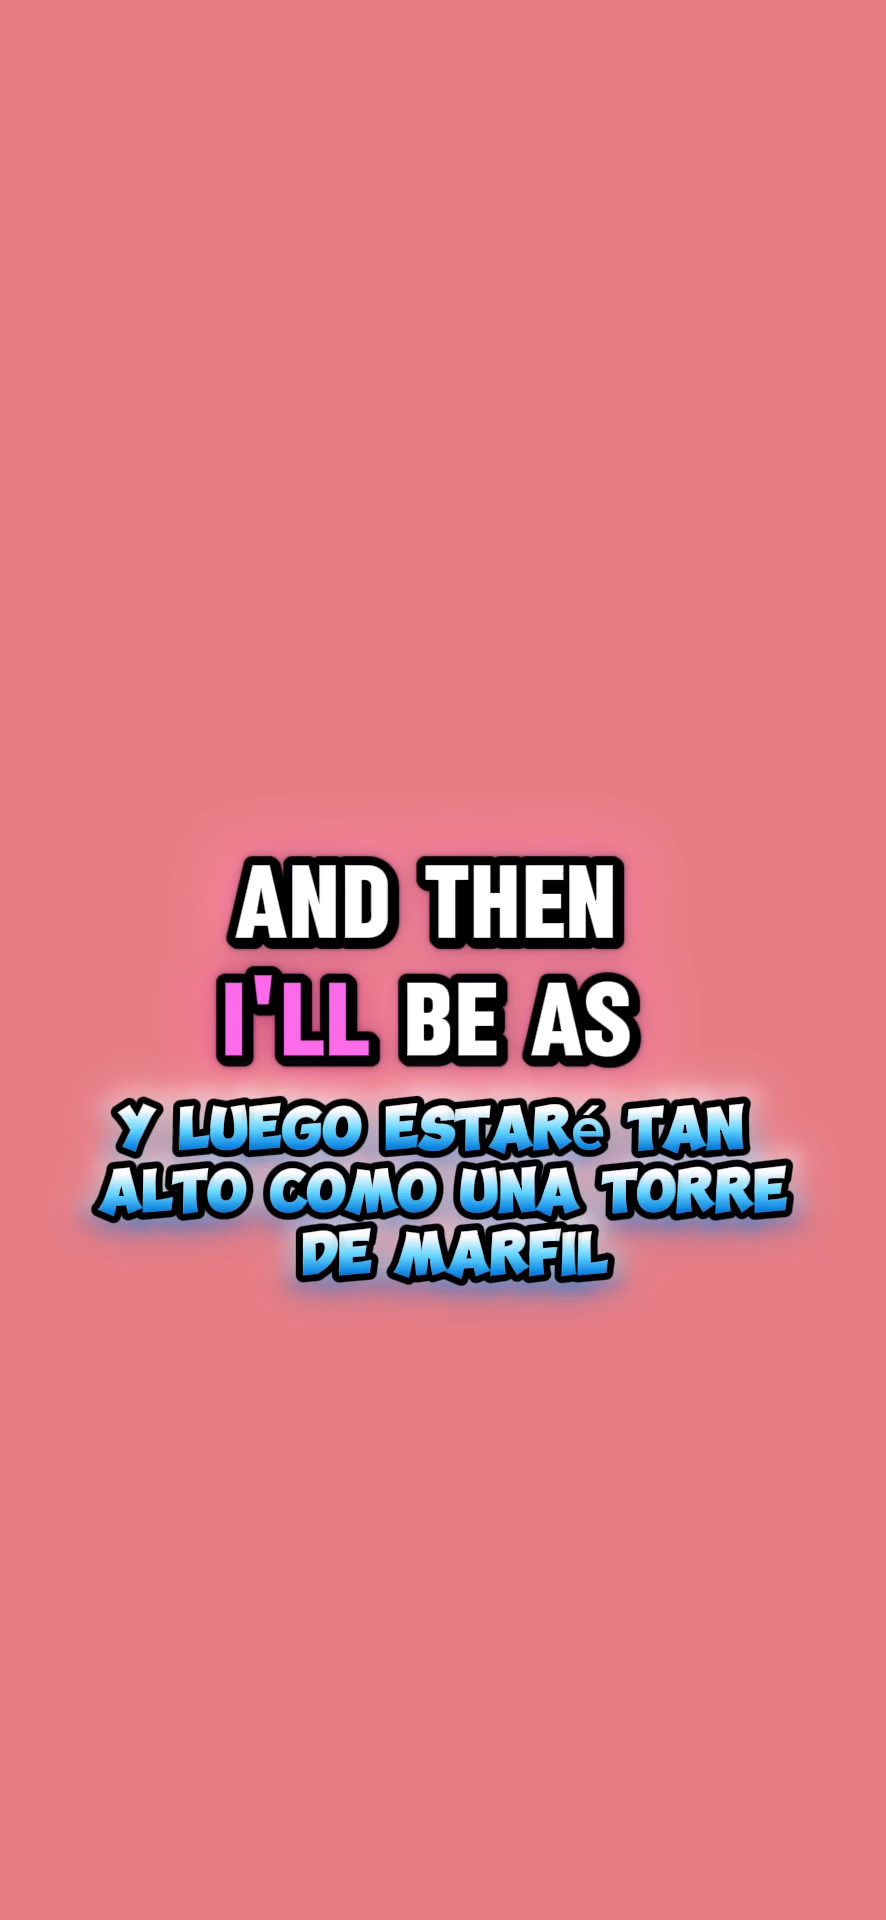 AND THEN
I'LL BE AS
Y LUEGO ESTARé TAN
ALTO COMO UNA TORRE
DE MARFIL